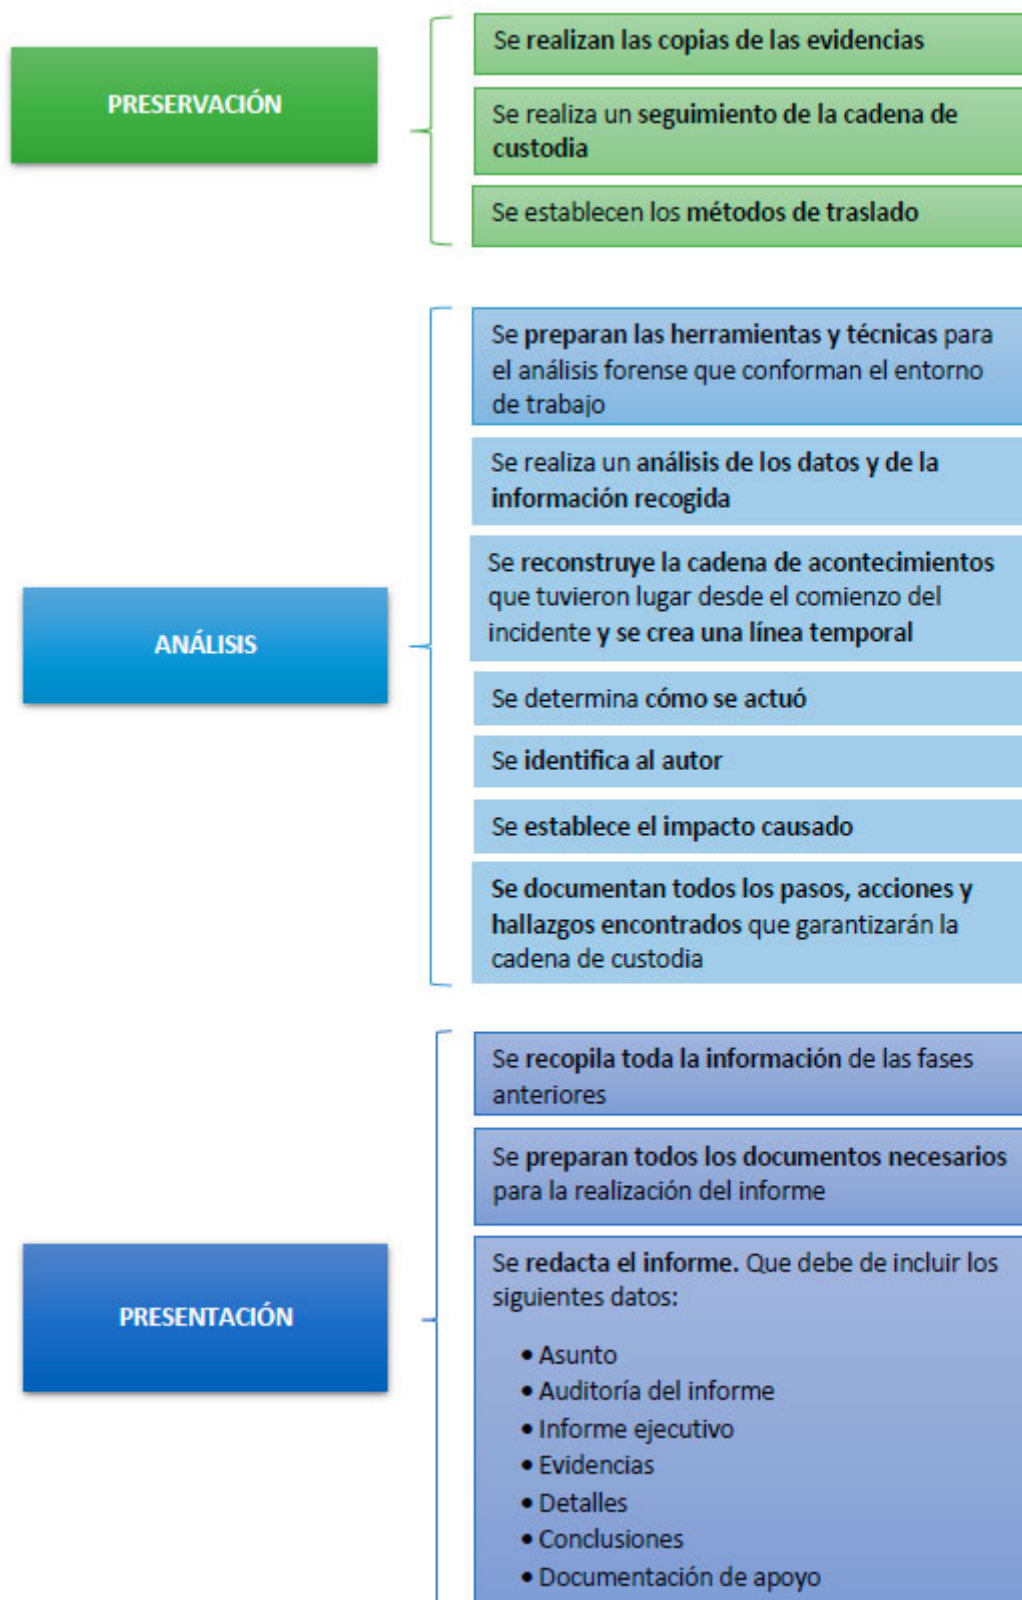 PRESERVACIÓN
Se realizan las copias de las evidencias
Se realiza un seguimiento de la cadena de
custodia
Se establecen los métodos de traslado
ANÁLISIS
Se preparan las herramientas y técnicas para
el análisis forense que conforman el entorno
de trabajo
Se realiza un análisis de los datos y de la
información recogida
Se reconstruye la cadena de acontecimientos
que tuvieron lugar desde el comienzo del
incidente y se crea una línea temporal
Se determina cómo se actuó
Se identifica al autor
Se establece el impacto causado
Se documentan todos los pasos, acciones y
hallazgos encontrados que garantizarán la
cadena de custodia
PRESENTACIÓN
Se recopila toda la información de las fases
anteriores
Se preparan todos los documentos necesarios
para la realización del informe
Se redacta el informe. Que debe de incluir los
siguientes datos:
• Asunto
• Auditoría del informe
• Informe ejecutivo
• Evidencias
• Detalles
• Conclusiones
• Documentación de apoyo